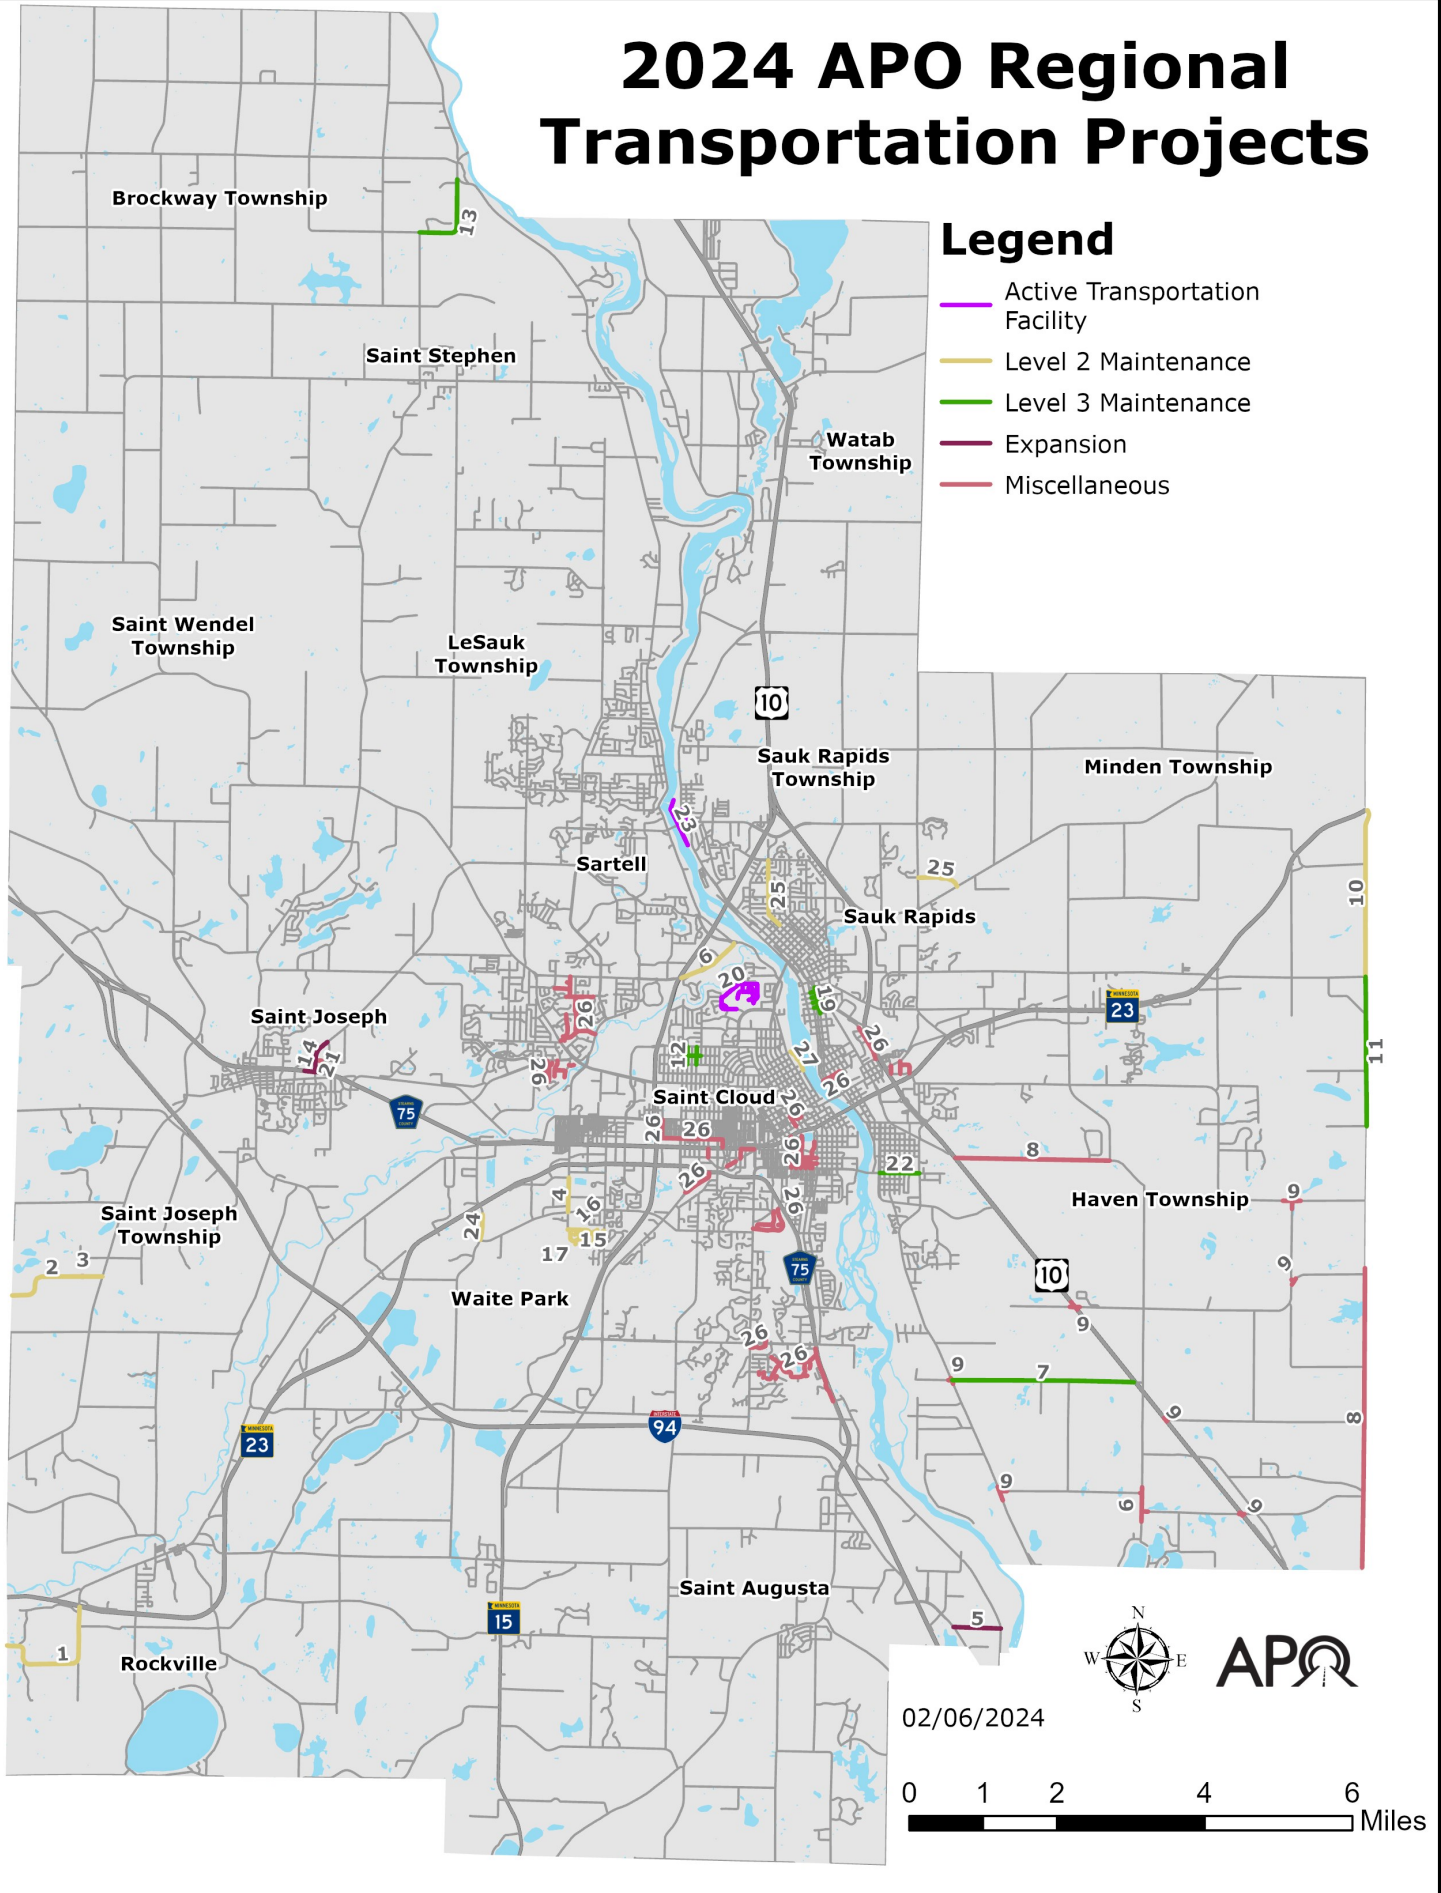 2024 APO Regional
Transportation Projects
Legend
Active Transportation
Facility
Level 2 Maintenance
Level 3 Maintenance
Expansion
Miscellaneous
Brockway Township
13
Saint Stephen
Watab
Township
Saint Wendel
Township
LeSauk
Township
10
Sauk Rapids
Township
Minden Township
23
Sartell
25
25
10
Sauk Rapids
6
20
19
MINNESOTA
23
26
Saint Joseph
14
21
26
12
27
26
11
26
75
Saint Cloud
26
26
26
26
26
8
22
26
4
16
26
9
Haven Township
Saint Joseph
Township
24
15
17
2
3
75
10
9
Waite Park
9
26
26
9
7
9
8
INTERSTATE
94
MINNESOTA
23
9
9
9
Saint Augusta
MINNESOTA
15
5
1
Rockville
N
W
E
S
APO
02/06/2024
0 1 2 4 6
Miles